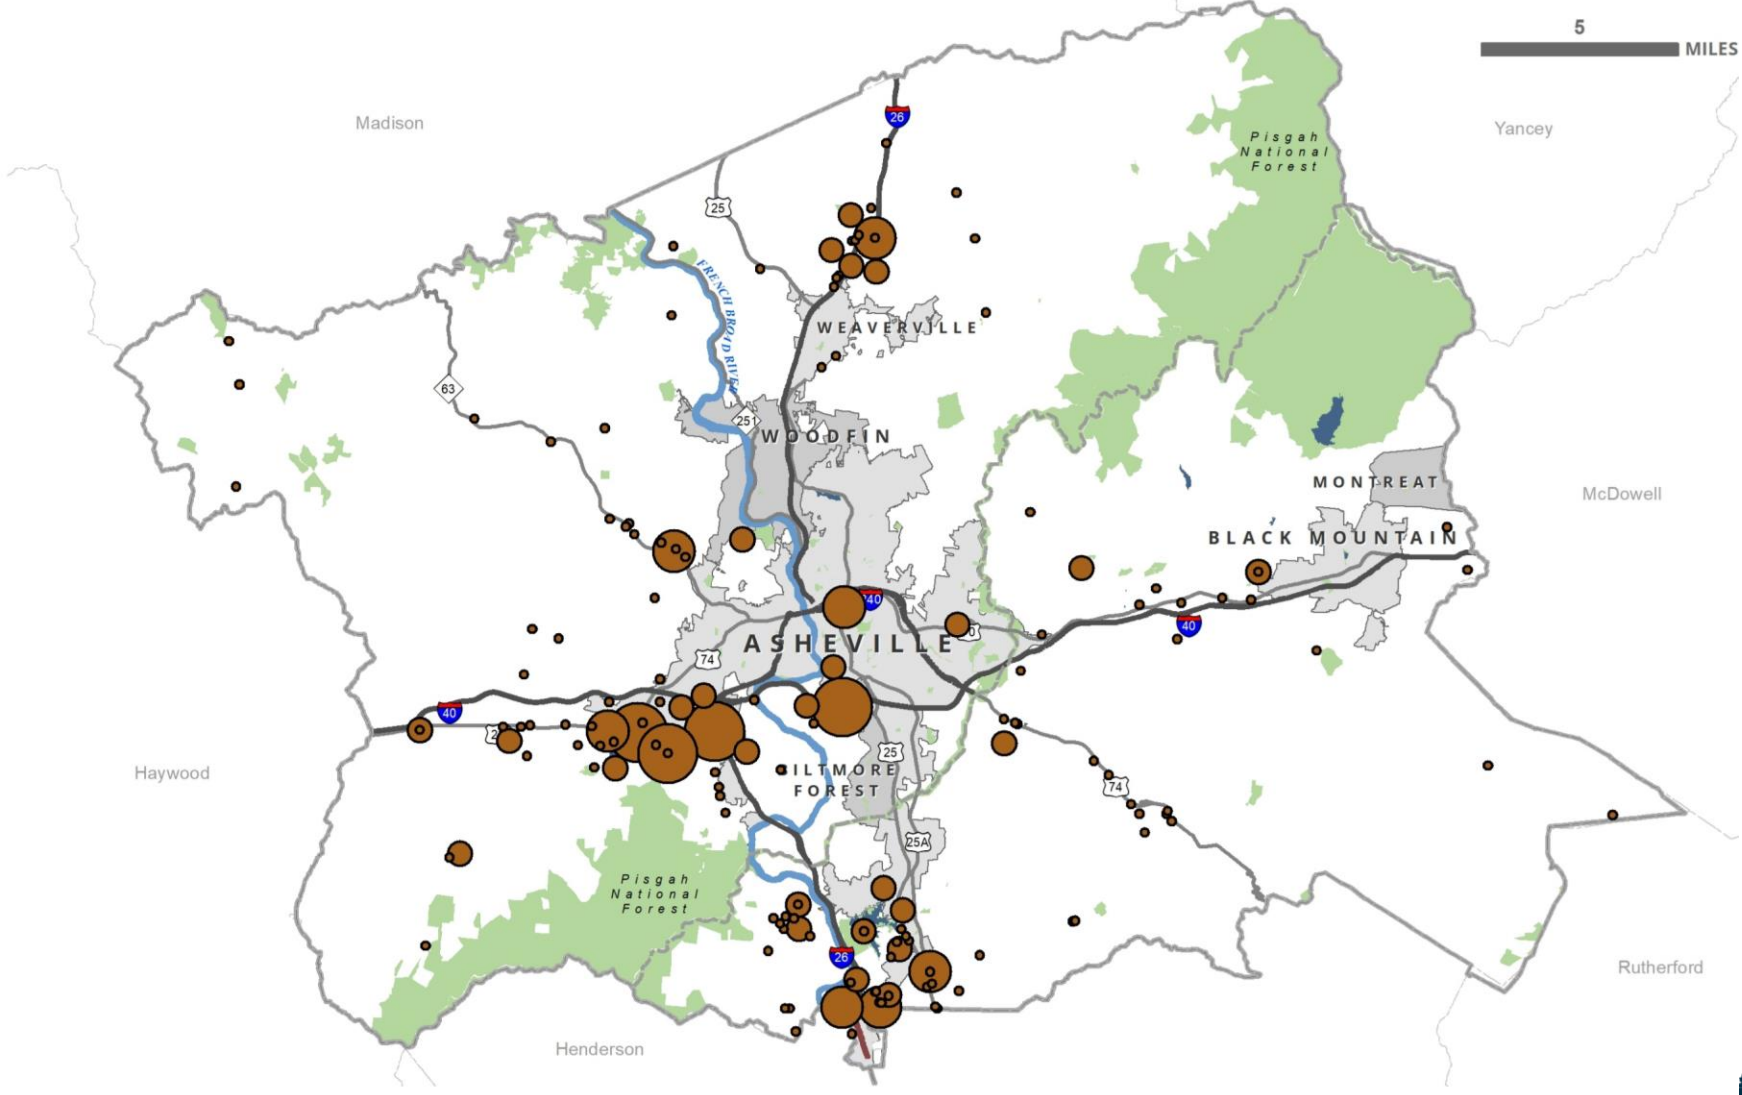 5
MILES
26
Madison
Yancey
Pisgah
National
Forest
25
FRENCH BROAD RIVER
WEAVERVILLE
63
251
WOODFIN
MONTREAT
McDowell
BLACK MOUNTAIN
40
ASHEVILLE
74
40
40
25
Haywood
BILTMORE
FOREST
74
25A
Pisgah
National
Forest
26
Rutherford
Henderson